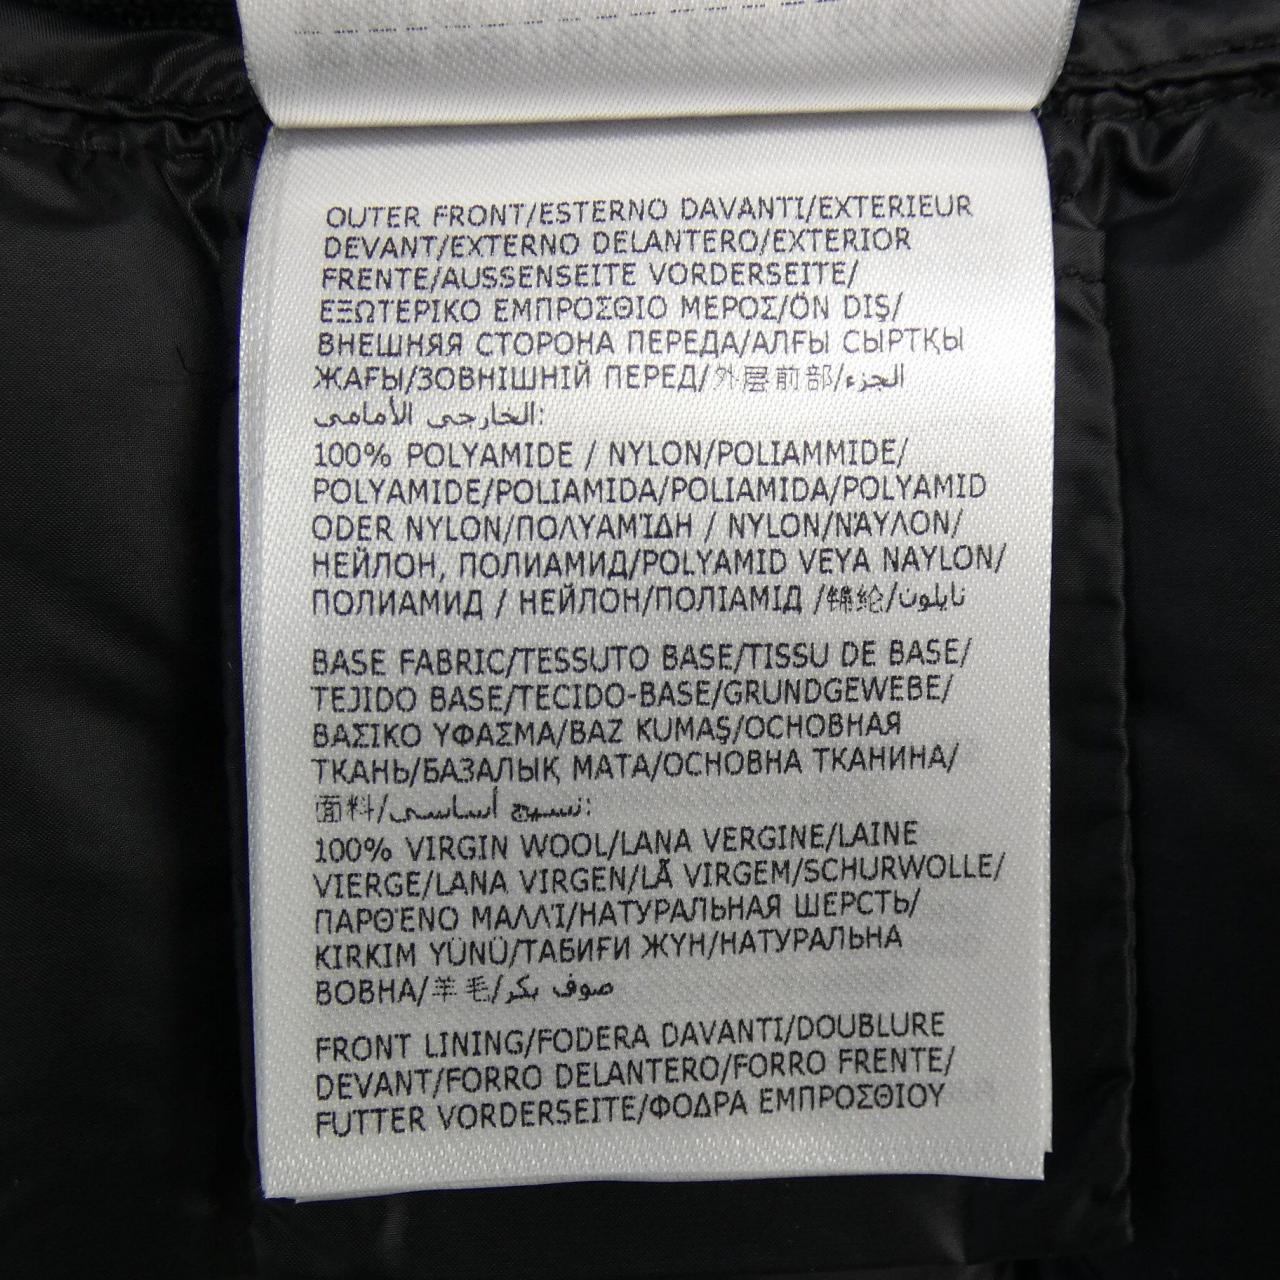 OUTER FRONT/ESTERNO DAVANTI/EXTERIEUR
DEVANT/EXTERNO DELANTERO/EXTERIOR
FRENTE/AUSSENSEITE VORDERSEITE/
ΕΞΩΤΕΡΙΚΟ ΕΜΠΡΟΣΘΙΟ ΜΕΡΟΣ/ÖN DIŞ/
ВНЕШНЯЯ СТОРОНА ПЕРЕДА/АЛҒЫ СЫРТҚЫ
ЖАҒЫ/ЗОВНІШНІЙ ПЕРЕД/外层前部/الجزء
الخارجي الأمامي:
100% POLYAMIDE / NYLON/POLIAMMIDE/
POLYAMIDE/POLIAMIDA/POLIAMIDA/POLYAMID
ODER NYLON/ΠΟΛΥΑΜΊΔΗ / NYLON/ΝΆΥΛΟΝ/
НЕЙЛОН, ПОЛИАМИД/POLYAMID VEYA NAYLON/
ПОЛИАМИД / НЕЙЛОН/ПОЛІАМІД /锦纶/نايلون
BASE FABRIC/TESSUTO BASE/TISSU DE BASE/
TEJIDO BASE/TECIDO-BASE/GRUNDGEWEBE/
ΒΑΣΙΚΟ ΥΦΑΣΜΑ/BAZ KUMAŞ/ОСНОВНАЯ
ТКАНЬ/БАЗАЛЫҚ МАТА/ОСНОВНА ТКАНИНА/
面料/نسيج أساسي:
100% VIRGIN WOOL/LANA VERGINE/LAINE
VIERGE/LANA VIRGEN/LÃ VIRGEM/SCHURWOLLE/
ΠΑΡΘΈΝΟ ΜΑΛΛΊ/НАТУРАЛЬНАЯ ШЕРСТЬ/
KIRKIM YÜNÜ/ТАБИҒИ ЖҮН/НАТУРАЛЬНА
ВОВНА/羊毛/صوف بكر
FRONT LINING/FODERA DAVANTI/DOUBLURE
DEVANT/FORRO DELANTERO/FORRO FRENTE/
FUTTER VORDERSEITE/ΦΟΔΡΑ ΕΜΠΡΟΣΘΙΟΥ